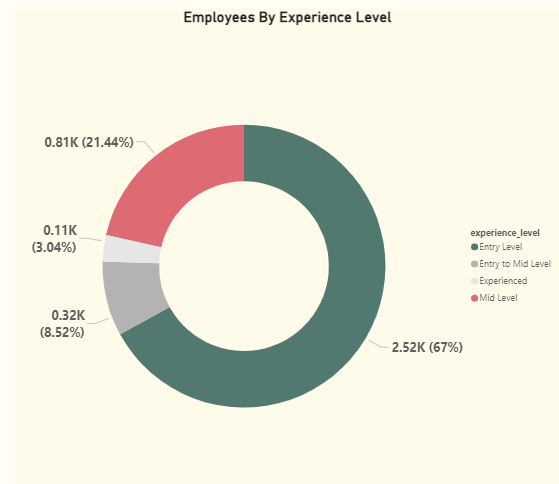 Employees By Experience Level
0.81K (21.44%)
0.11K
(3.04%)
0.32K
(8.52%)
2.52K (67%)
experience_level
Entry Level
Entry to Mid Level
Experienced
Mid Level